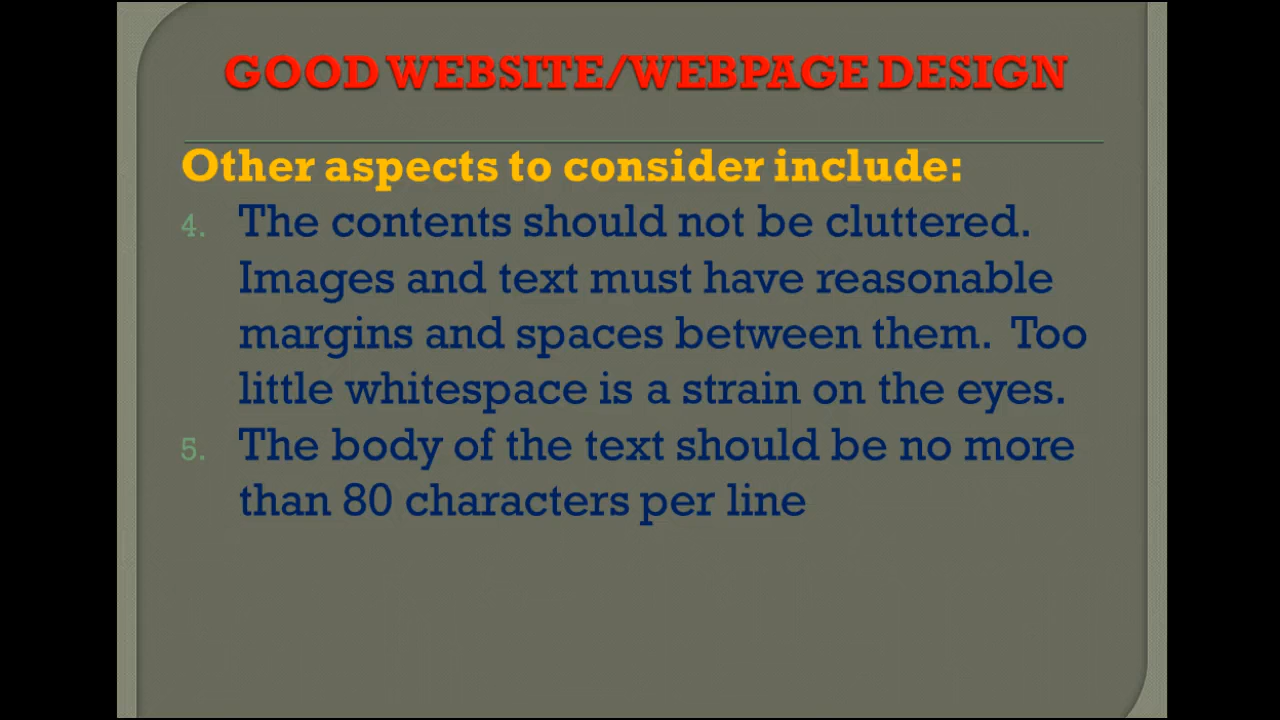 GOOD WEBSITE/WEBPAGE DESIGN
Other aspects to consider include:
4. The contents should not be cluttered.
Images and text must have reasonable
margins and spaces between them.  Too
little whitespace is a strain on the eyes.
5. The body of the text should be no more
than 80 characters per line